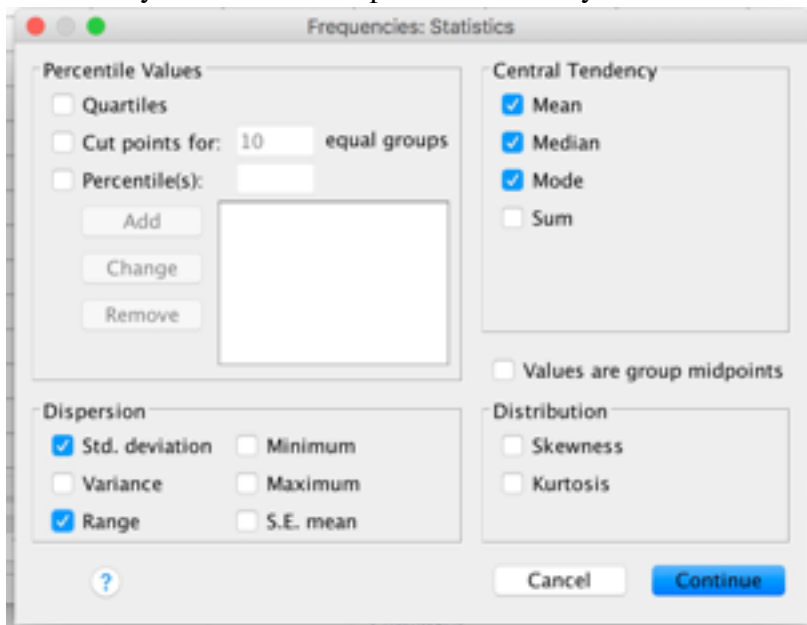 Frequencies: Statistics
Percentile Values
Quartiles
Cut points for: 10 equal groups
Percentile(s):
Add
Change
Remove
Central Tendency
Mean
Median
Mode
Sum
Values are group midpoints
Dispersion
Std. deviation Minimum
Variance Maximum
Range S.E. mean
Distribution
Skewness
Kurtosis
? Cancel Continue